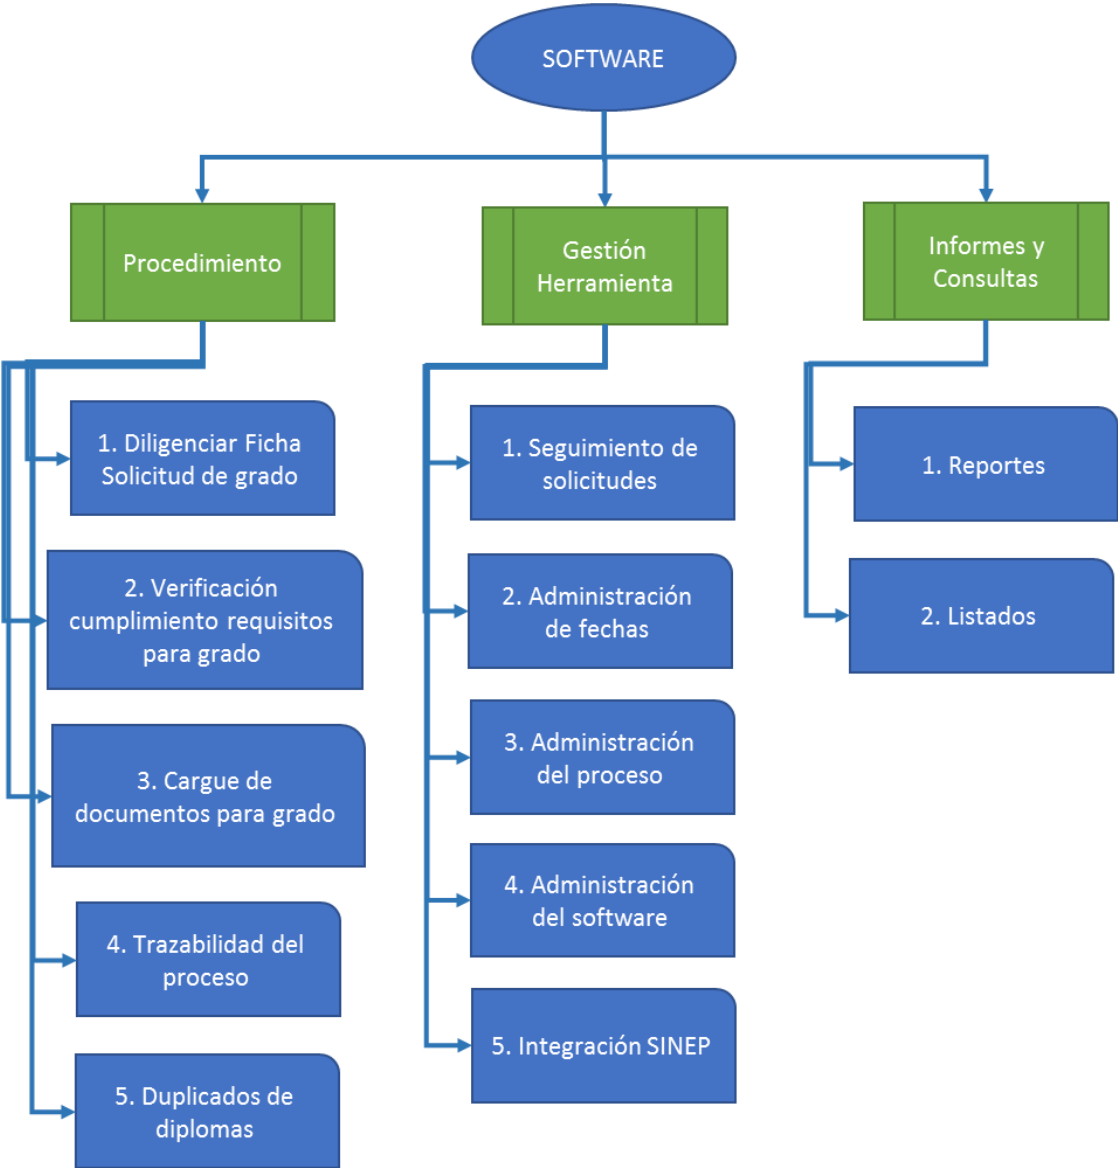 SOFTWARE
Procedimiento
Gestión
Herramienta
Informes y
Consultas
1. Diligenciar Ficha
Solicitud de grado
2. Verificación
cumplimiento requisitos
para grado
3. Cargue de
documentos para grado
4. Trazabilidad del
proceso
5. Duplicados de
diplomas
1. Seguimiento de
solicitudes
2. Administración
de fechas
3. Administración
del proceso
4. Administración
del software
5. Integración SINEP
1. Reportes
2. Listados